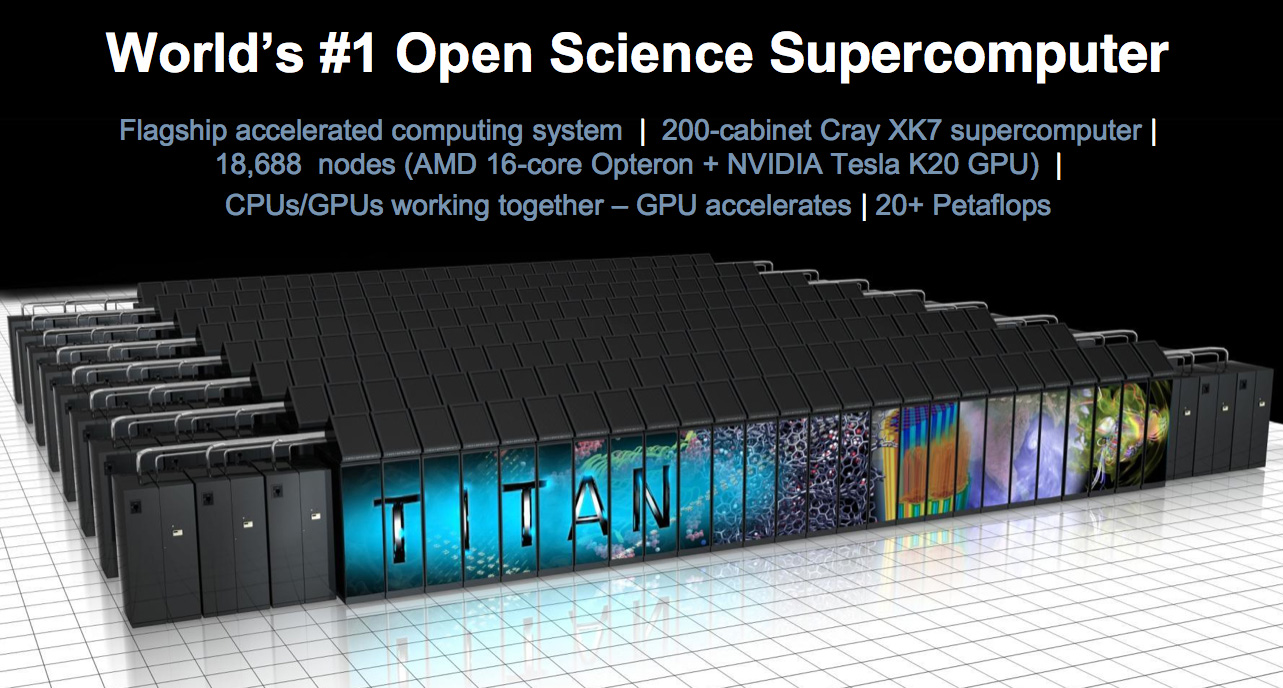 World's #1 Open Science Supercomputer
Flagship accelerated computing system | 200-cabinet Cray XK7 supercomputer |
18,688 nodes (AMD 16-core Opteron + NVIDIA Tesla K20 GPU) |
CPUs/GPUs working together – GPU accelerates | 20+ Petaflops
TITAN